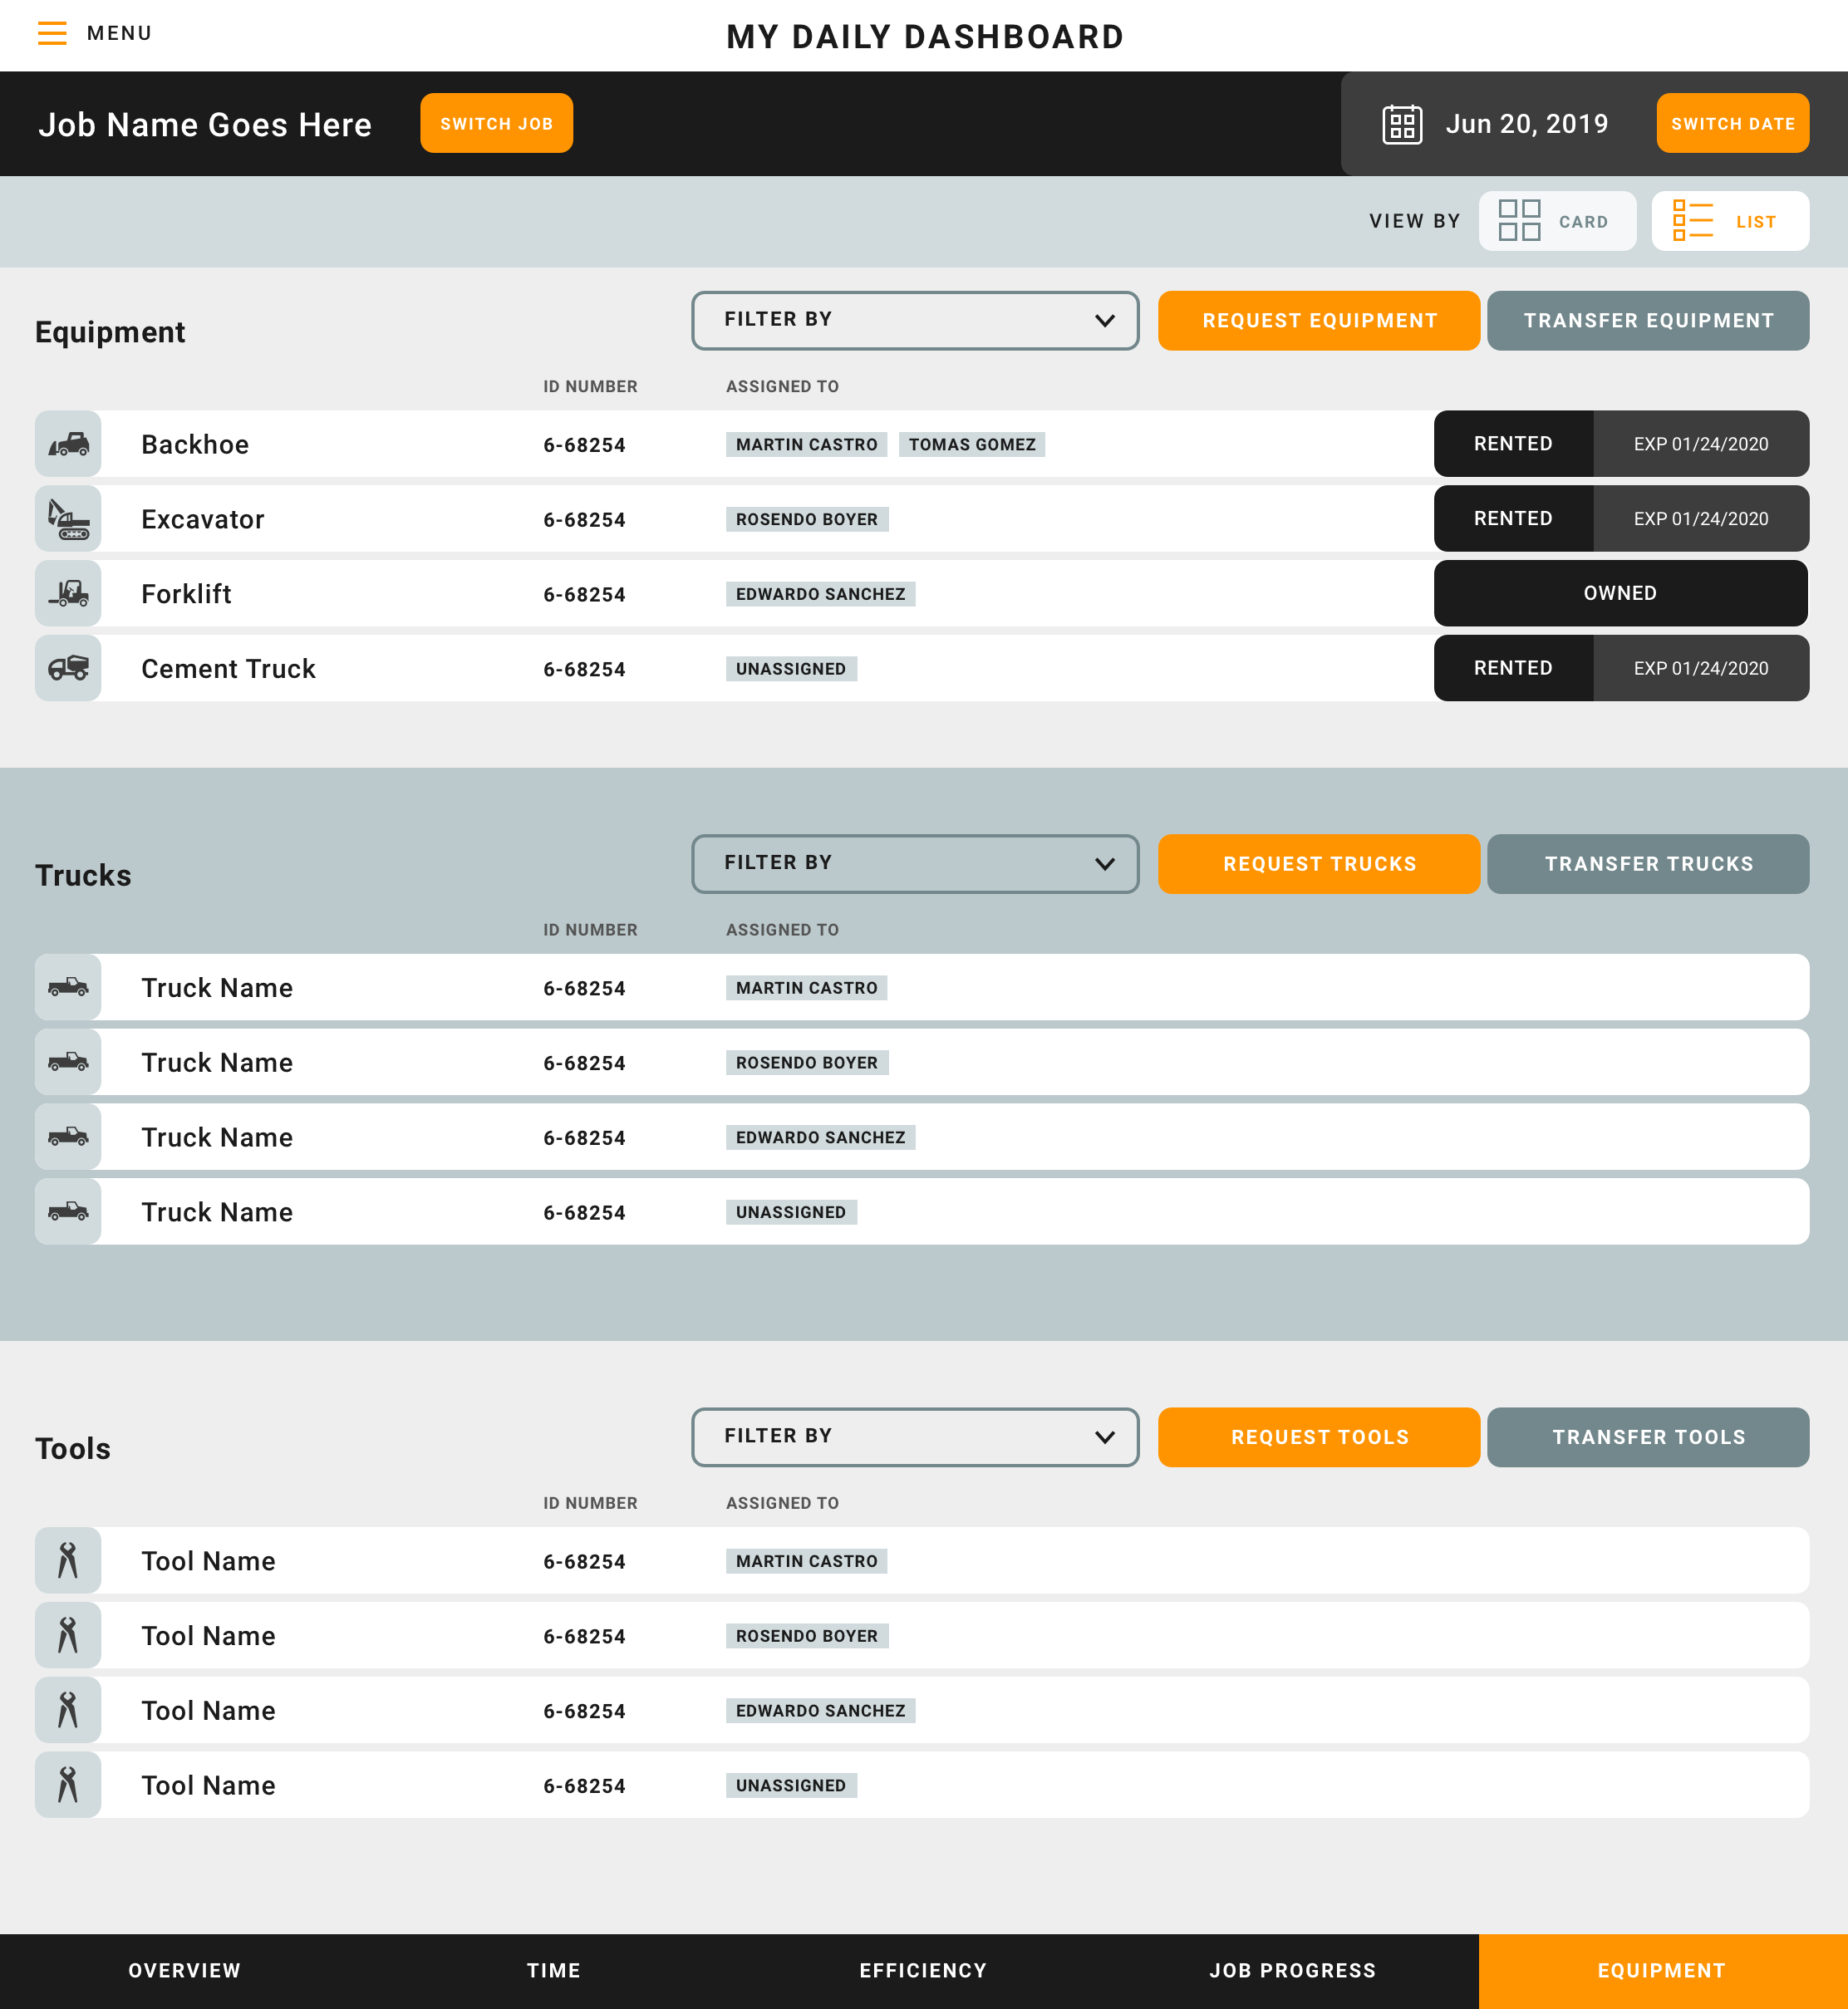 MENU
MY DAILY DASHBOARD
Job Name Goes Here
SWITCH JOB
Jun 20, 2019
SWITCH DATE
VIEW BY
CARD
LIST
Equipment
FILTER BY
REQUEST EQUIPMENT
TRANSFER EQUIPMENT
ID NUMBER
ASSIGNED TO
Backhoe 6-68254 MARTIN CASTRO TOMAS GOMEZ RENTED EXP 01/24/2020
Excavator 6-68254 ROSENDO BOYER RENTED EXP 01/24/2020
Forklift 6-68254 EDWARDO SANCHEZ OWNED
Cement Truck 6-68254 UNASSIGNED RENTED EXP 01/24/2020
Trucks
FILTER BY
REQUEST TRUCKS
TRANSFER TRUCKS
ID NUMBER
ASSIGNED TO
Truck Name 6-68254 MARTIN CASTRO
Truck Name 6-68254 ROSENDO BOYER
Truck Name 6-68254 EDWARDO SANCHEZ
Truck Name 6-68254 UNASSIGNED
Tools
FILTER BY
REQUEST TOOLS
TRANSFER TOOLS
ID NUMBER
ASSIGNED TO
Tool Name 6-68254 MARTIN CASTRO
Tool Name 6-68254 ROSENDO BOYER
Tool Name 6-68254 EDWARDO SANCHEZ
Tool Name 6-68254 UNASSIGNED
OVERVIEW
TIME
EFFICIENCY
JOB PROGRESS
EQUIPMENT